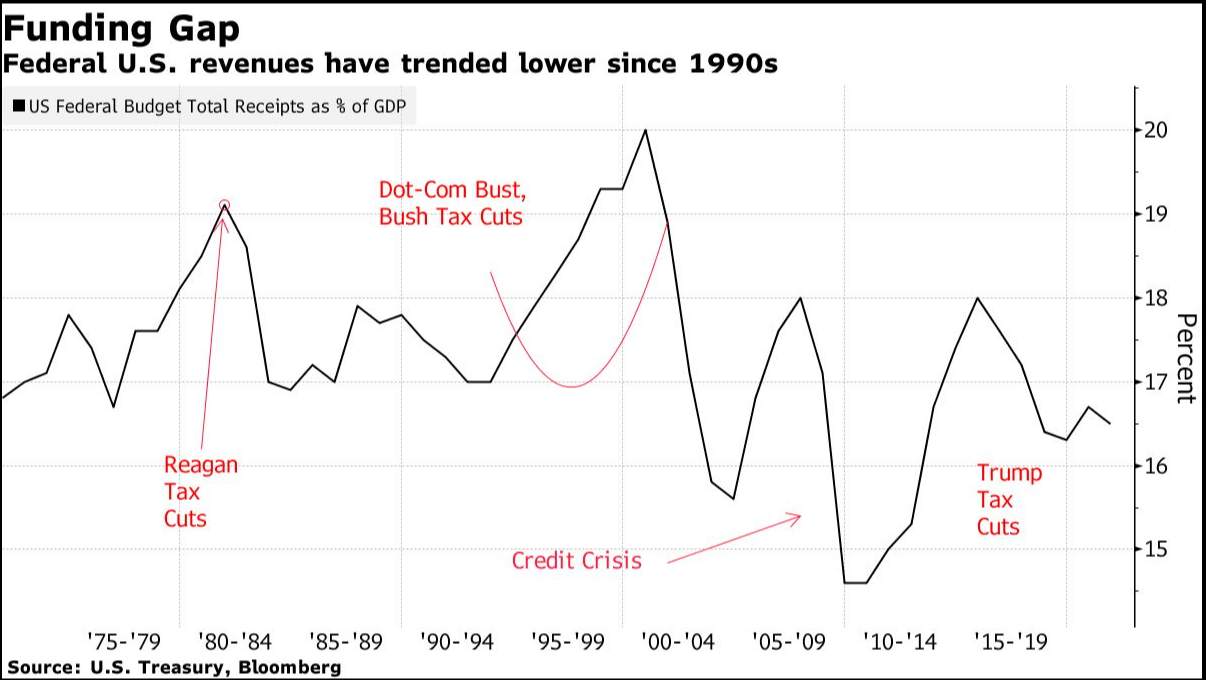 Funding Gap
Federal U.S. revenues have trended lower since 1990s
US Federal Budget Total Receipts as % of GDP
20
Dot-Com Bust,
Bush Tax Cuts
19
18
Percent
17
Reagan
Tax
Cuts
16
Trump
Tax
Cuts
Credit Crisis
15
'75-'79 '80-'84 '85-'89 '90-'94 '95-'99 '00-'04 '05-'09 '10-'14 '15-'19
Source: U.S. Treasury, Bloomberg